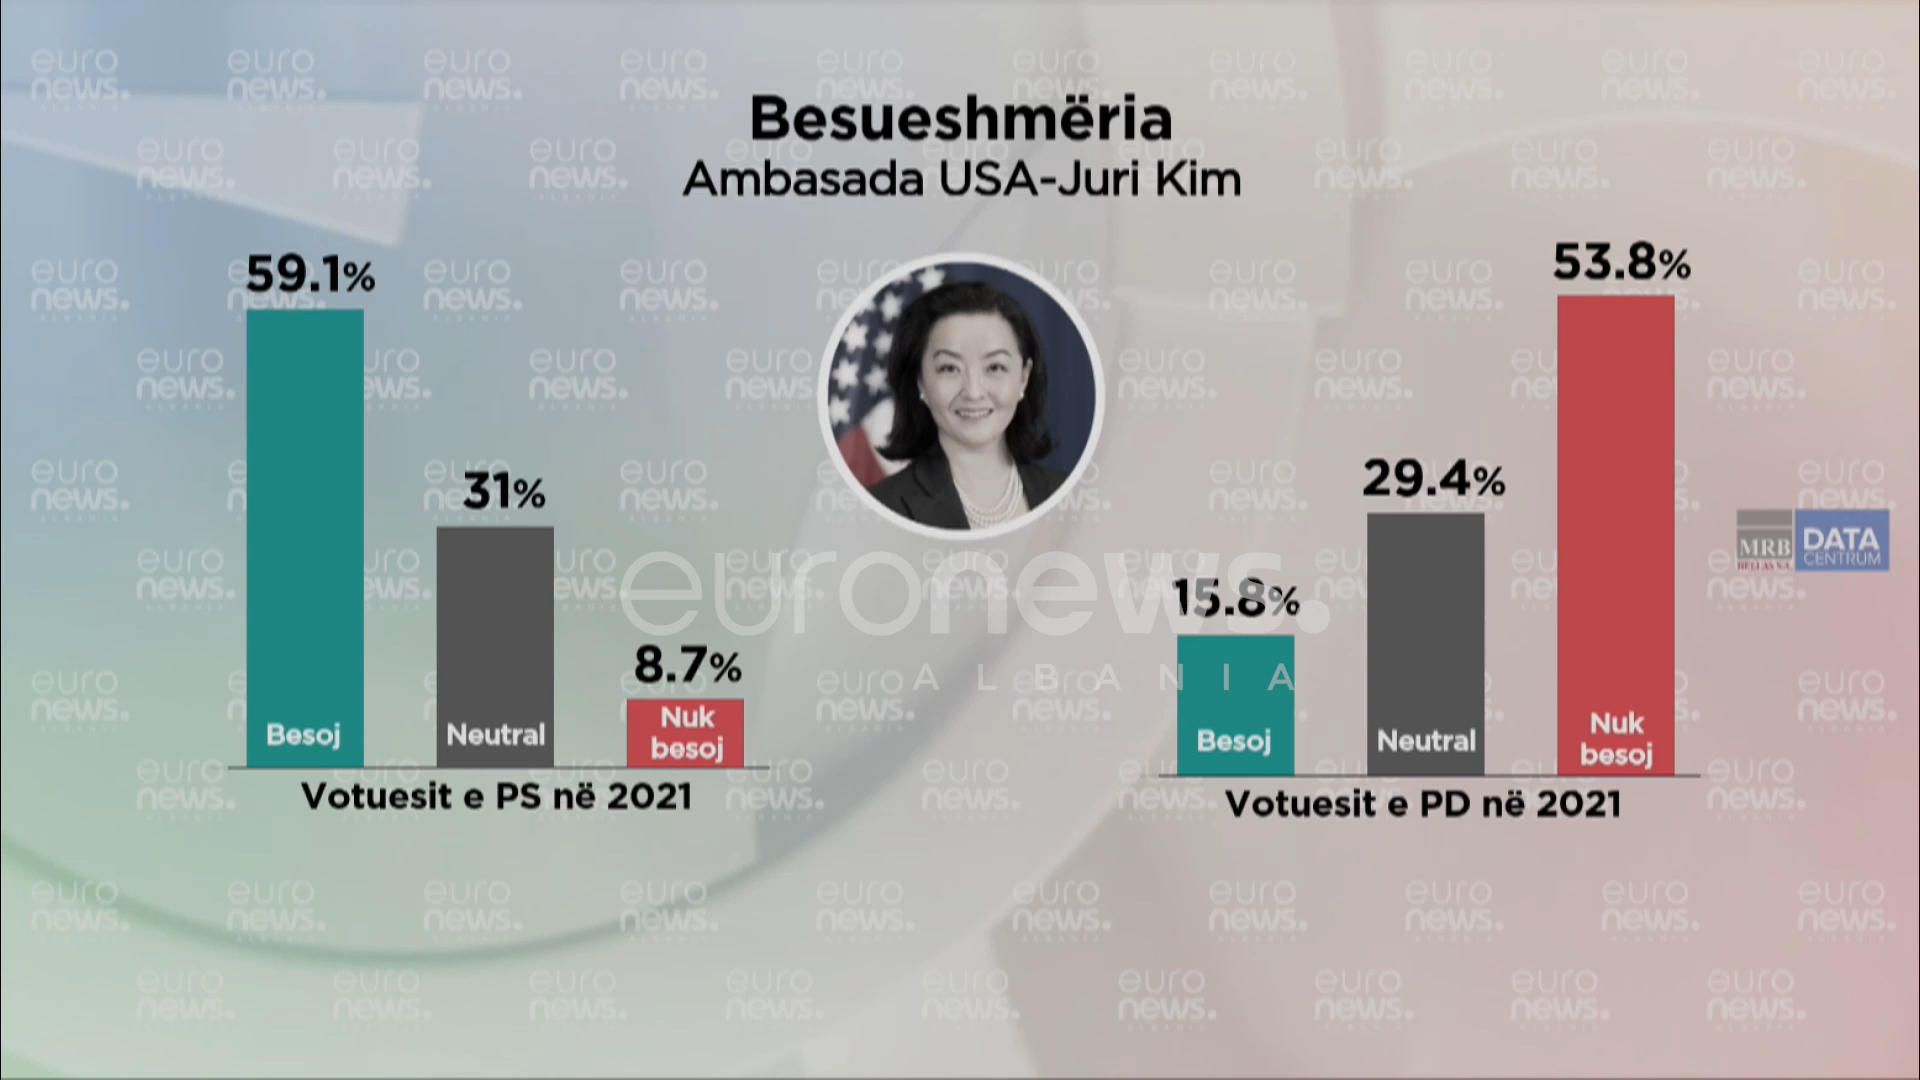 Besueshmëria
Ambasada USA-Juri Kim
59.1%
31%
8.7%
Besoj
Neutral
Nuk
besoj
Votuesit e PS në 2021
15.8%
29.4%
53.8%
Besoj
Neutral
Nuk
besoj
Votuesit e PD në 2021
MRB
HELLAS S.A.
DATA
CENTRUM
euronews.
ALBANIA